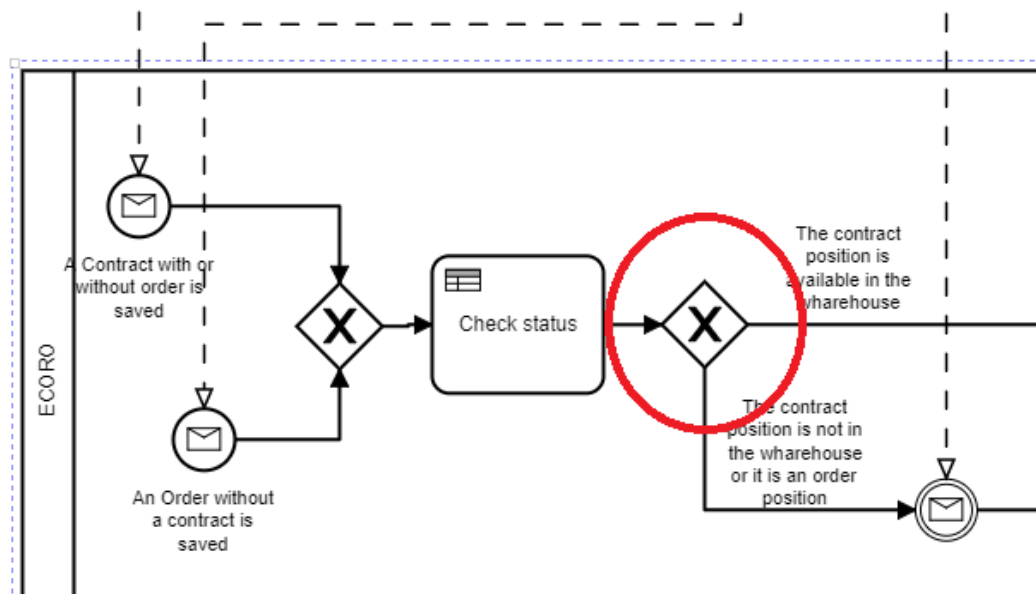 ECORO
A Contract with or
without order is
saved
An Order without
a contract is
saved
Check status
The contract
position is
available in the
wharehouse
The contract
position is not in
the wharehouse
or it is an order
position